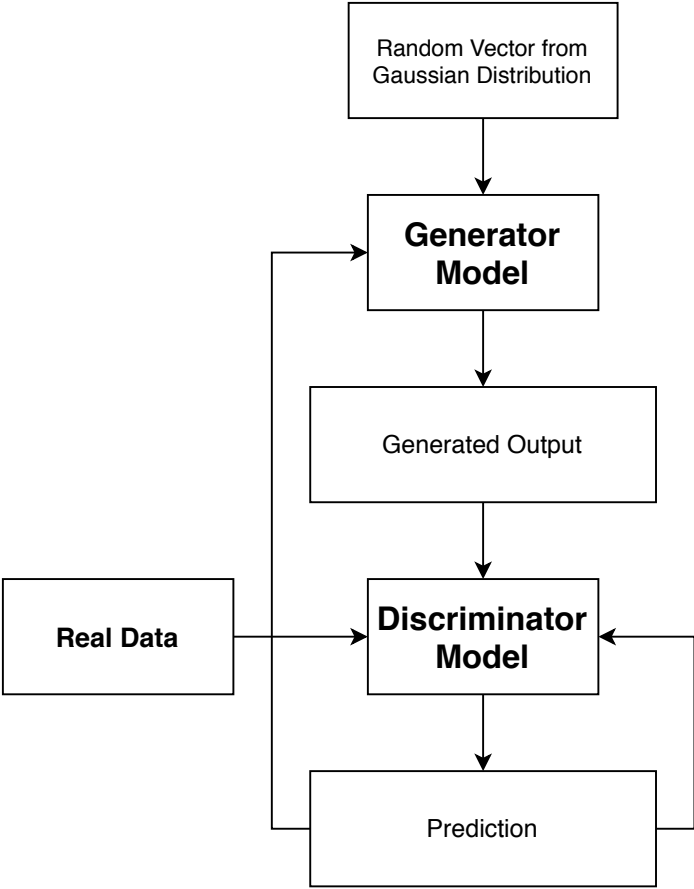 Random Vector from
Gaussian Distribution
Generator
Model
Generated Output
Real Data
Discriminator
Model
Prediction